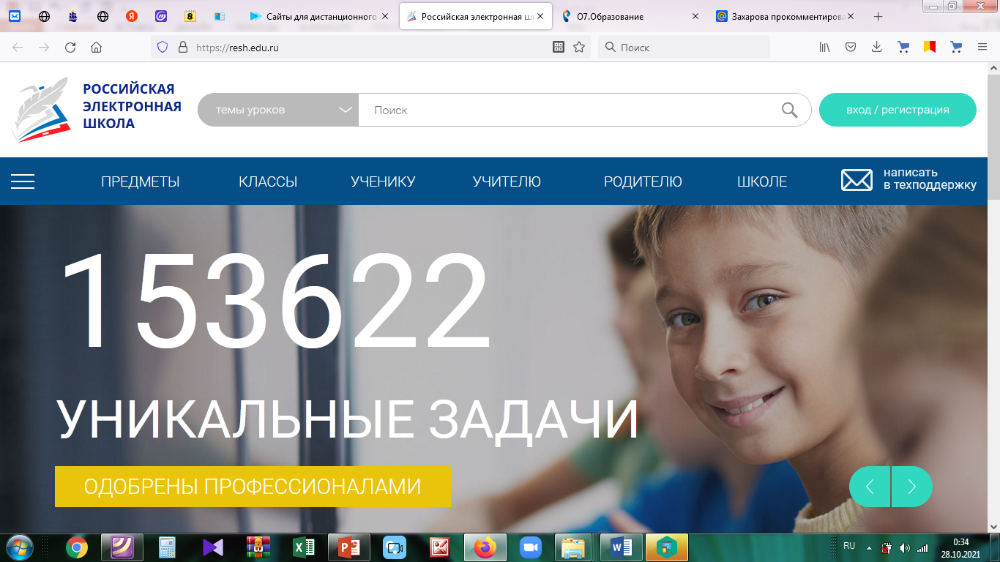 Сайты для дистанционного
Российская электронная ш
О7.Образование
Захарова прокомментирова
https://resh.edu.ru
Поиск
РОССИЙСКАЯ
ЭЛЕКТРОННАЯ
ШКОЛА
темы уроков
Поиск
вход / регистрация
ПРЕДМЕТЫ
КЛАССЫ
УЧЕНИКУ
УЧИТЕЛЮ
РОДИТЕЛЮ
ШКОЛЕ
написать
в техподдержку
153622
УНИКАЛЬНЫЕ ЗАДАЧИ
ОДОБРЕНЫ ПРОФЕССИОНАЛАМИ
RU
0:34
28.10.2021